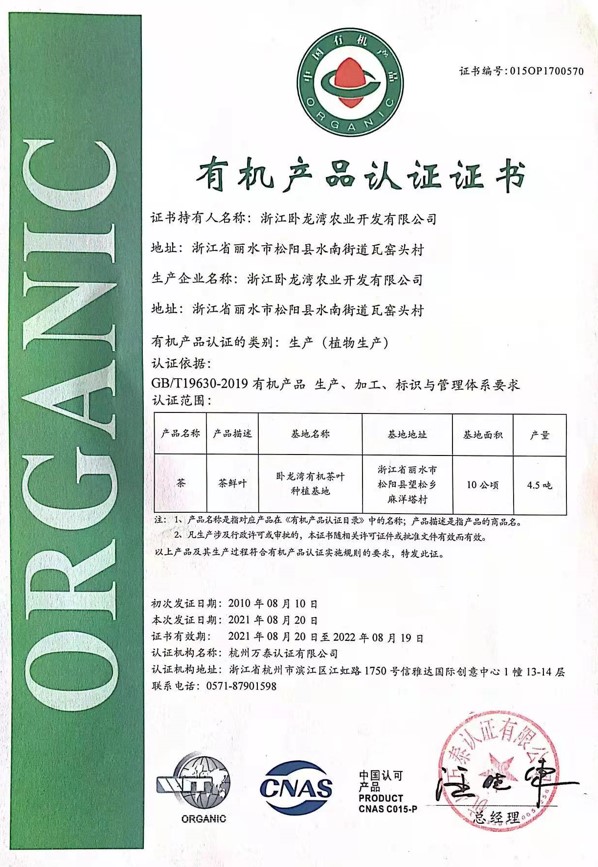 中国有机产品
ORGANIC
证书编号:015OP1700570
有机产品认证证书
ORGANIC
证书持有人名称: 浙江卧龙湾农业开发有限公司
地址: 浙江省丽水市松阳县水南街道瓦窑头村
生产企业名称: 浙江卧龙湾农业开发有限公司
地址: 浙江省丽水市松阳县水南街道瓦窑头村
有机产品认证的类别: 生产（植物生产）
认证依据:
GB/T19630-2019 有机产品 生产、加工、标识与管理体系要求
认证范围:
产品名称 产品描述 基地名称 基地地址 基地面积 产量
茶 茶鲜叶 卧龙湾有机茶叶种植基地 浙江省丽水市松阳县望松乡麻洋塔村 10 公顷 4.5 吨
注: 1、产品名称是指对应产品在《有机产品认证目录》中的名称; 产品描述是指产品的商品名。
2、凡生产涉及行政许可或审批的, 本证书随相关许可证件或批准文件有效而有效。
以上产品及其生产过程符合有机产品认证实施规则的要求, 特发此证。
初次发证日期: 2010 年 08 月 10 日
本次发证日期: 2021 年 08 月 20 日
证书有效期: 2021 年 08 月 20 日至 2022 年 08 月 19 日
认证机构名称: 杭州万泰认证有限公司
认证机构地址: 浙江省杭州市滨江区江虹路 1750 号信雅达国际创意中心 1 幢 13-14 层
联系电话: 0571-87901598
ORGANIC
CNAS
中国认可
产品
PRODUCT
CNAS C015-P
泰认证有限公
总经理